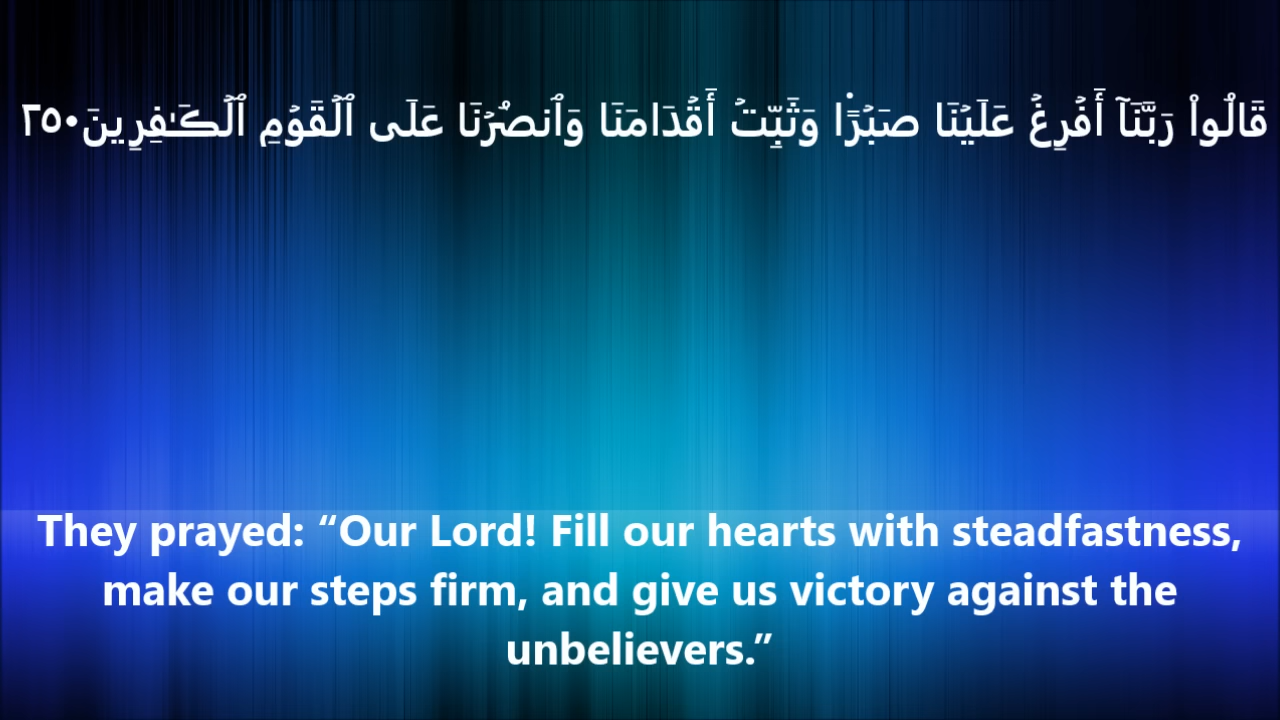 قَالُواْ رَبَّنَآ أَفۡرِغۡ عَلَيۡنَا صَبۡرٗا وَثَبِّتۡ أَقۡدَامَنَا وَٱنصُرۡنَا عَلَى ٱلۡقَوۡمِ ٱلۡكَٰفِرِينَ٢٥٠
They prayed: “Our Lord! Fill our hearts with steadfastness,
make our steps firm, and give us victory against the
unbelievers.”